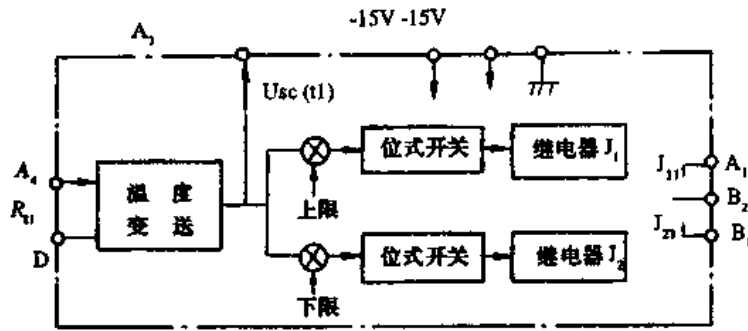 -15V -15V
A3
Usc (t1)
位式开关
继电器 J1
J211
A1
A4
温 度
变 送
Rt1
上限
B2
J21
D
位式开关
继电器 J2
B1
下限